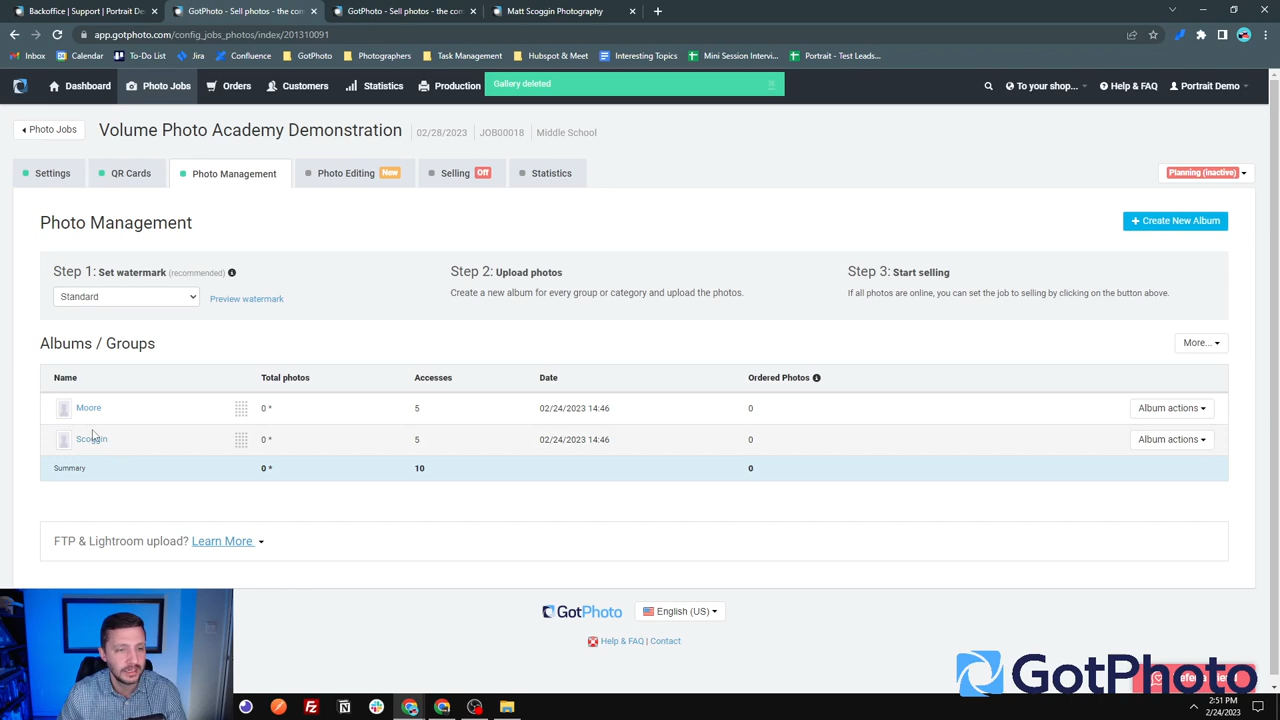 Backoffice | Support: Portrait De
GotPhoto - Sell photos - the com
GotPhoto - Sell photos - the com
Matt Scoggin Photography
app.gotphoto.com/config_jobs_photos/index/201310091
Inbox
Calendar
To-Do List
Jira
Confluence
GotPhoto
Photographers
Task Management
Hubspot & Meet
Interesting Topics
Mini Session Intervi...
Portrait - Test Leads...
Dashboard
Photo Jobs
Orders
Customers
Statistics
Production
Gallery deleted
To your shop...
Help & FAQ
Portrait Demo
Photo Jobs
Volume Photo Academy Demonstration
02/28/2023
JOB00018
Middle School
Settings
QR Cards
Photo Management
Photo Editing New
Selling Off
Statistics
Planning (inactive)
Photo Management
+ Create New Album
Step 1: Set watermark (recommended)
Standard
Preview watermark
Step 2: Upload photos
Create a new album for every group or category and upload the photos.
Step 3: Start selling
If all photos are online, you can set the job to selling by clicking on the button above.
Albums / Groups
More...
Name Total photos Accesses Date Ordered Photos
Moore 0 * 5 02/24/2023 14:46 0 Album actions
Scoggin 0 * 5 02/24/2023 14:46 0 Album actions
Summary 0 * 10 0
FTP & Lightroom upload? Learn More
GotPhoto
English (US)
Help & FAQ | Contact
GotPhoto
2:51 PM
2/24/2023